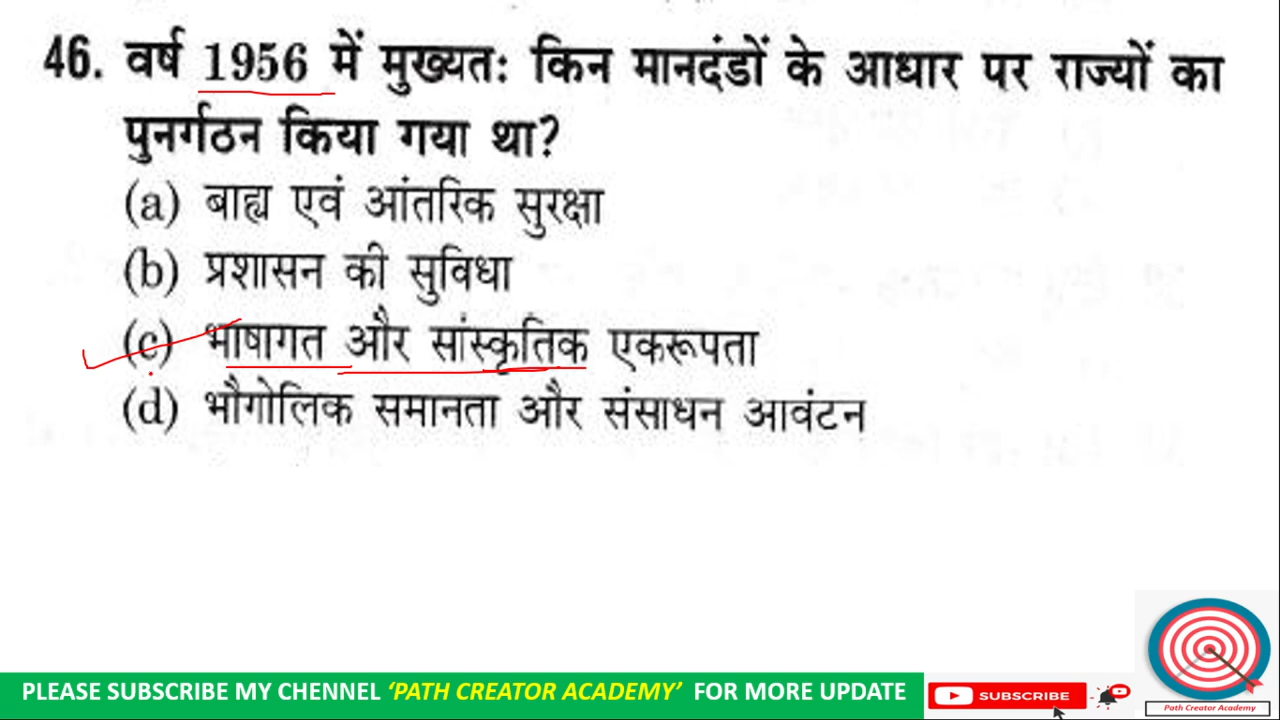 46. वर्ष 1956 में मुख्यतः किन मानदंडों के आधार पर राज्यों का
पुनर्गठन किया गया था?
(a) बाह्य एवं आंतरिक सुरक्षा
(b) प्रशासन की सुविधा
(c) भाषागत और सांस्कृतिक एकरूपता
(d) भौगोलिक समानता और संसाधन आवंटन
PLEASE SUBSCRIBE MY CHENNEL ‘PATH CREATOR ACADEMY’ FOR MORE UPDATE
SUBSCRIBE
Path Creator Academy